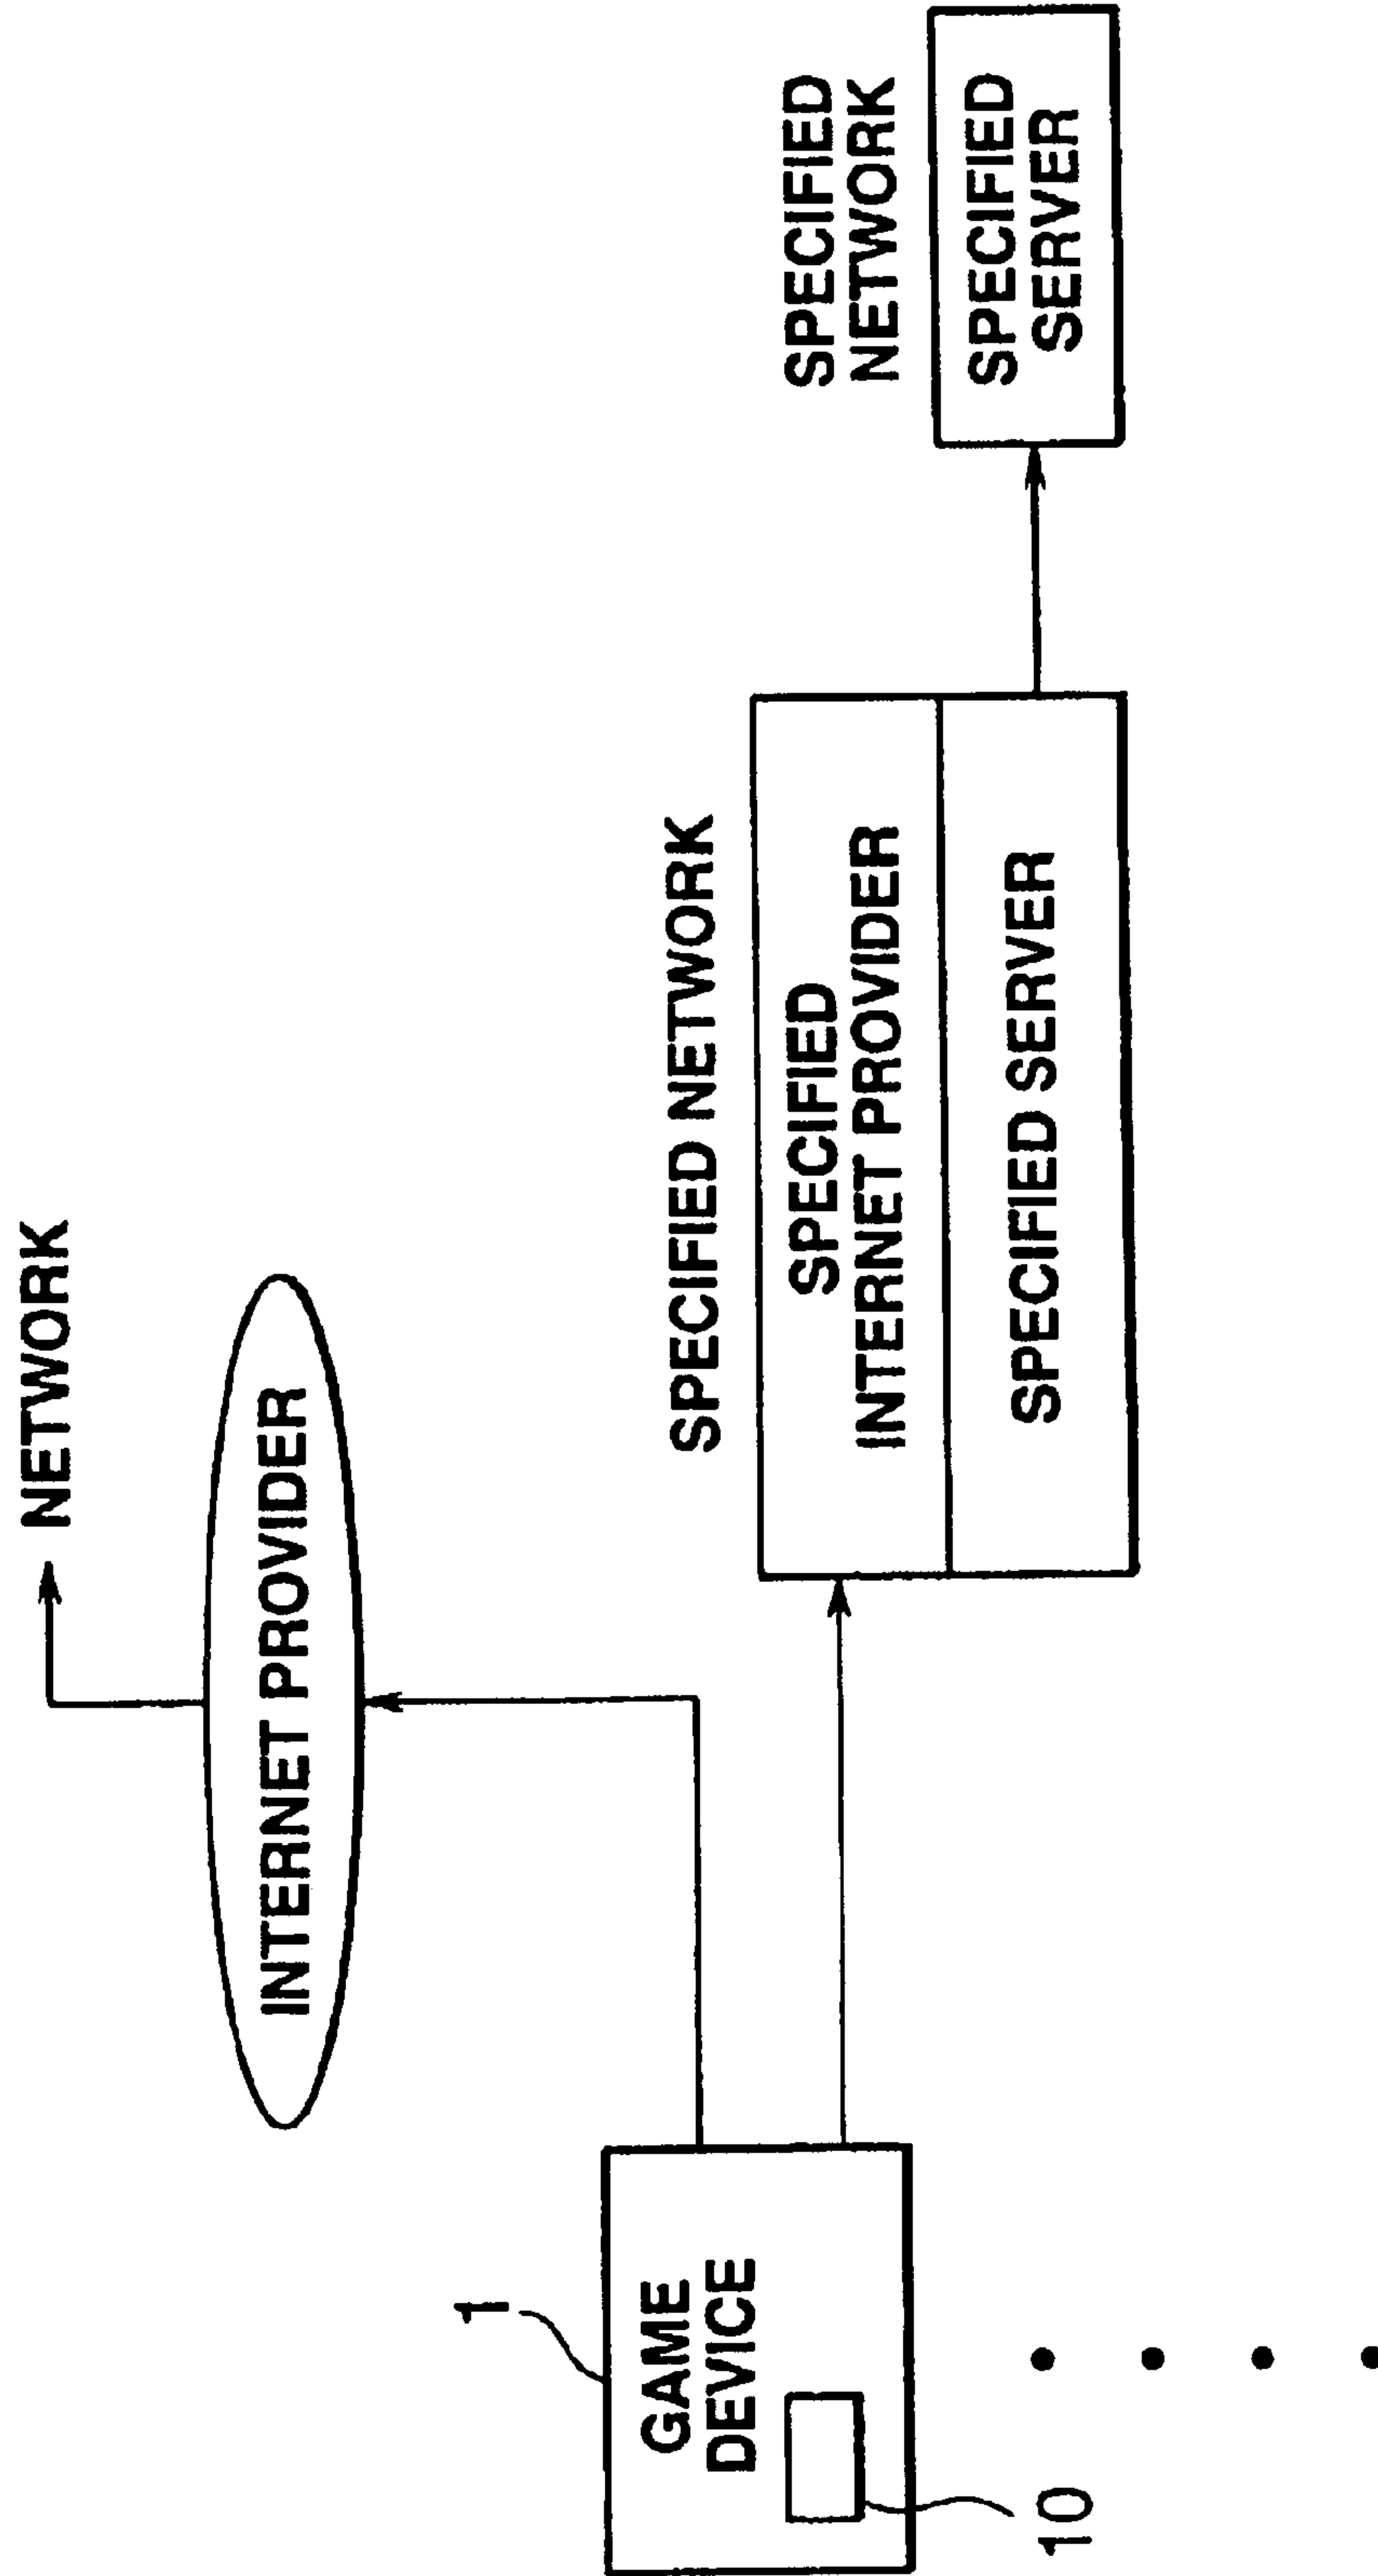 NETWORK
INTERNET PROVIDER
1
GAME
DEVICE
10
SPECIFIED NETWORK
SPECIFIED
INTERNET PROVIDER
SPECIFIED SERVER
SPECIFIED
NETWORK
SPECIFIED
SERVER